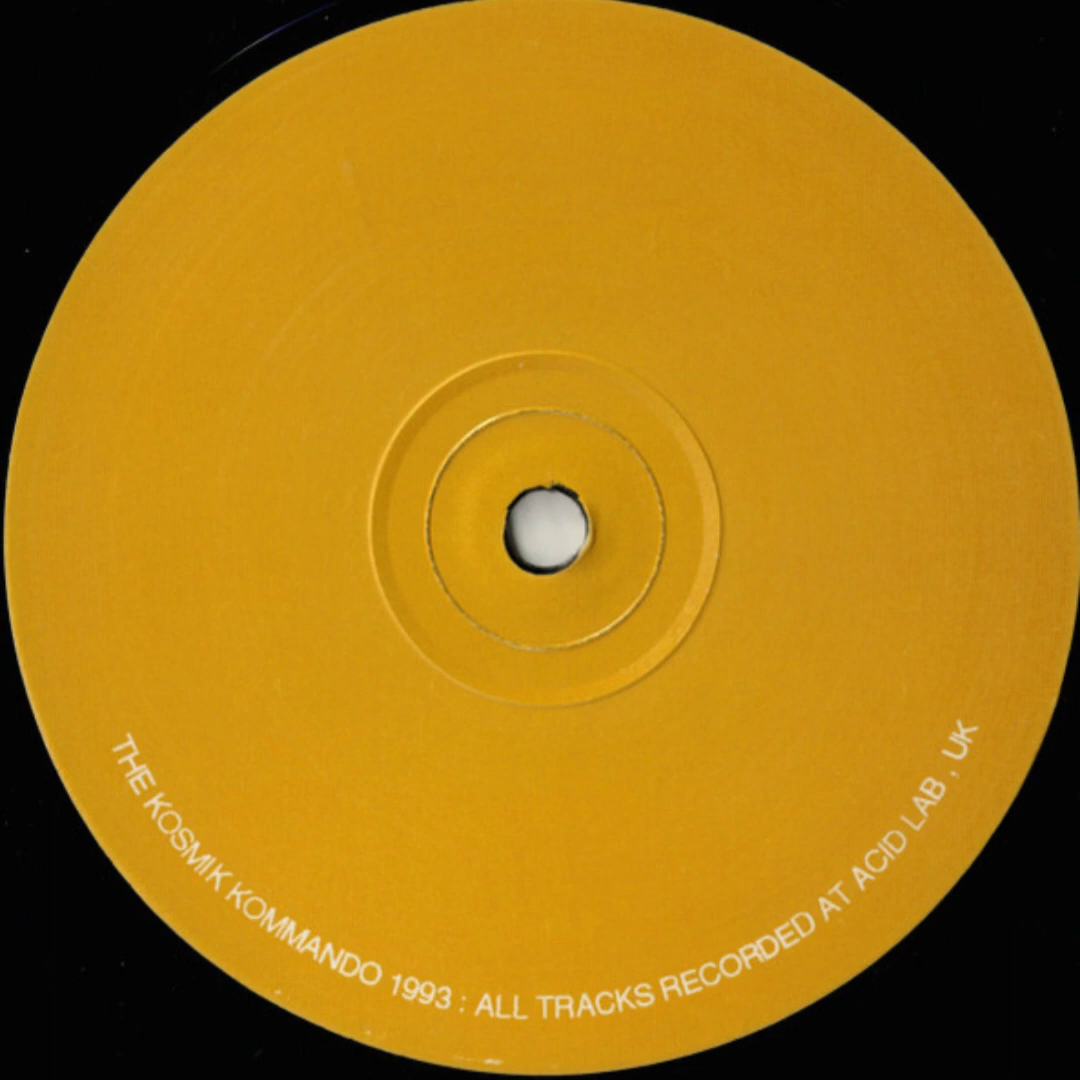 THE KOSMIK KOMMANDO 1993 : ALL TRACKS RECORDED AT ACID LAB , UK